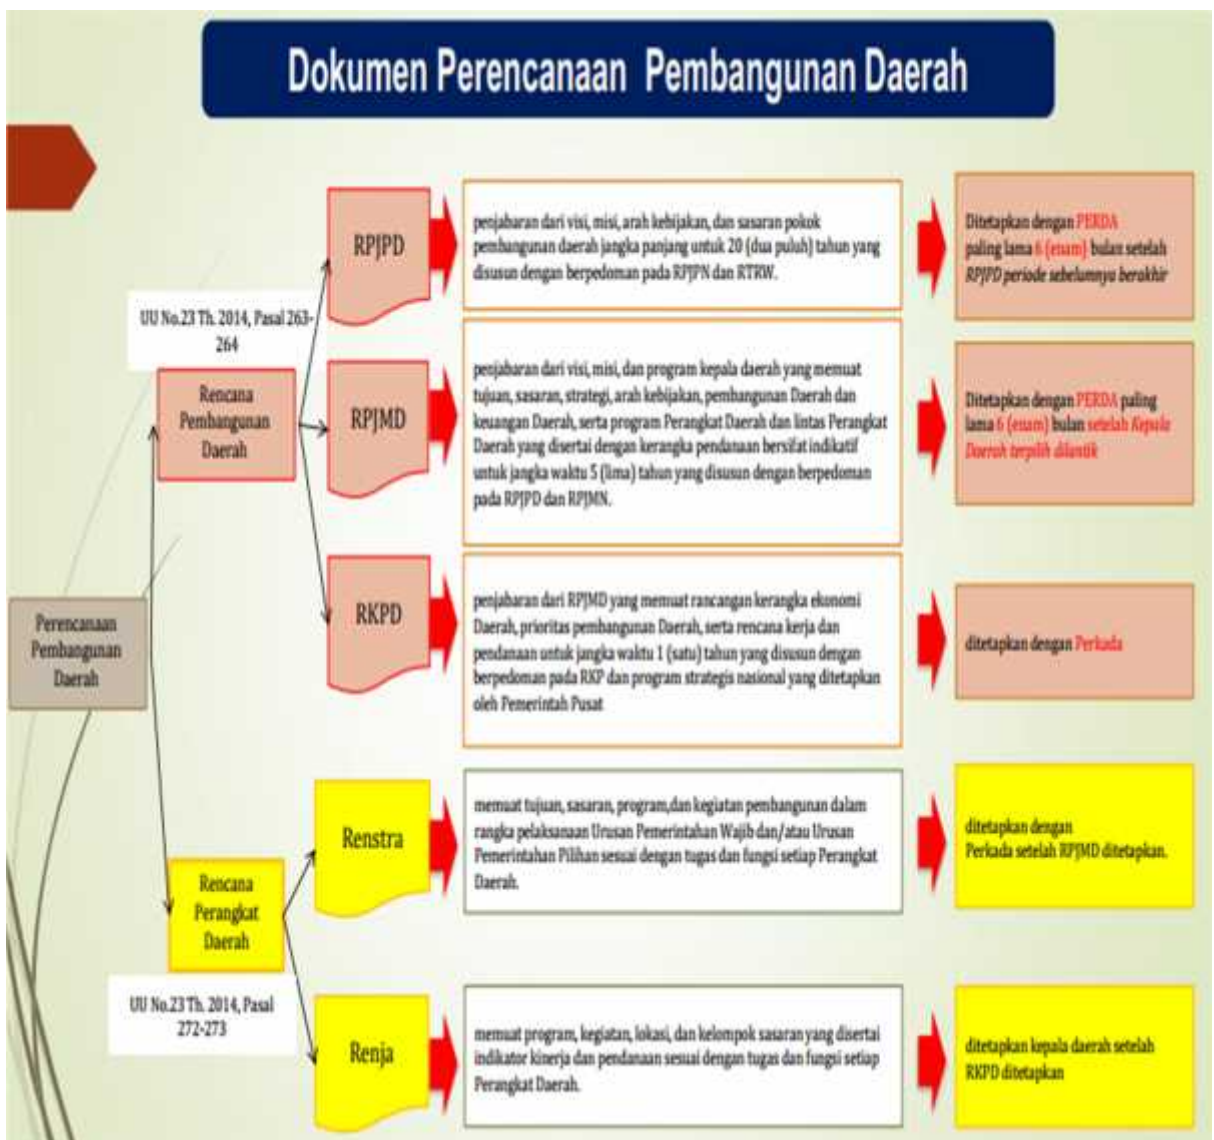 Dokumen Perencanaan Pembangunan Daerah
RPJPD
penjabaran dari visi, misi, arah kebijakan, dan sasaran pokok
pembangunan daerah jangka panjang untuk 20 (dua puluh) tahun yang
disusun dengan berpedoman pada RPJPN dan RTRW.
Ditetapkan dengan PERDA
paling lama 6 (enam) bulan setelah
RPJPD periode sebelumnya berakhir
UU No.23 Th. 2014, Pasal 263-
264
Rencana
Pembangunan
Daerah
RPJMD
penjabaran dari visi, misi, dan program kepala daerah yang memuat
tujuan, sasaran, strategi, arah kebijakan, pembangunan Daerah dan
keuangan Daerah, serta program Perangkat Daerah dan lintas Perangkat
Daerah yang disertai dengan kerangka pendanaan bersifat indikatif
untuk jangka waktu 5 (lima) tahun yang disusun dengan berpedoman
pada RPJPD dan RPJMN.
Ditetapkan dengan PERDA paling
lama 6 (enam) bulan setelah Kepala
Daerah terpilih dilantik
Perencanaan
Pembangunan
Daerah
RKPD
penjabaran dari RPJMD yang memuat rancangan kerangka ekonomi
Daerah, prioritas pembangunan Daerah, serta rencana kerja dan
pendanaan untuk jangka waktu 1 (satu) tahun yang disusun dengan
berpedoman pada RKP dan program strategis nasional yang ditetapkan
oleh Pemerintah Pusat
ditetapkan dengan Perkada
Renstra
memuat tujuan, sasaran, program,dan kegiatan pembangunan dalam
rangka pelaksanaan Urusan Pemerintahan Wajib dan/atau Urusan
Pemerintahan Pilihan sesuai dengan tugas dan fungsi setiap Perangkat
Daerah.
ditetapkan dengan
Perkada setelah RPJMD ditetapkan.
Rencana
Perangkat
Daerah
UU No.23 Th. 2014, Pasal
272-273
Renja
memuat program, kegiatan, lokasi, dan kelompok sasaran yang disertai
indikator kinerja dan pendanaan sesuai dengan tugas dan fungsi setiap
Perangkat Daerah.
ditetapkan kepala daerah setelah
RKPD ditetapkan